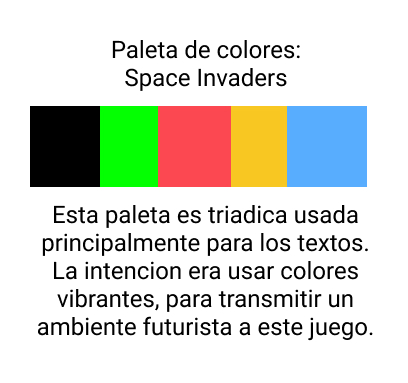 Paleta de colores:
Space Invaders
Esta paleta es triadica usada
principalmente para los textos.
La intencion era usar colores
vibrantes, para transmitir un
ambiente futurista a este juego.